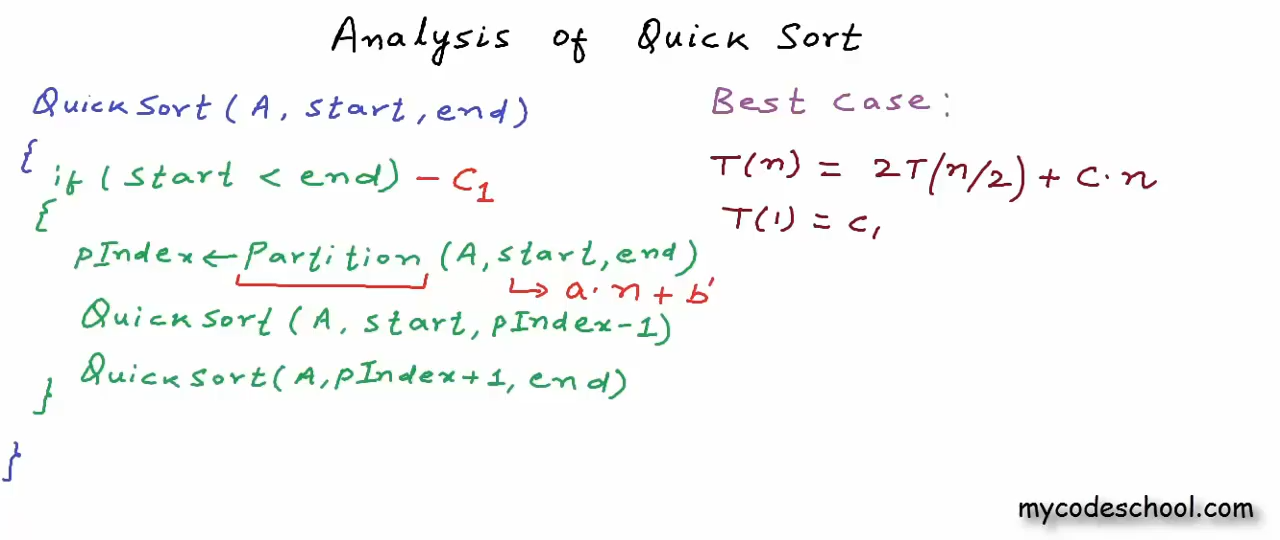 Analysis of Quick Sort
QuickSort(A, start, end)
{
if (start < end) - C1
{
pIndex ← Partition (A, start, end)
↳ a·n + b'
QuickSort(A, start, pIndex-1)
QuickSort(A, pIndex+1, end)
}
}
Best case:
T(n) = 2T(n/2) + C·n
T(1) = C1
mycodeschool.com